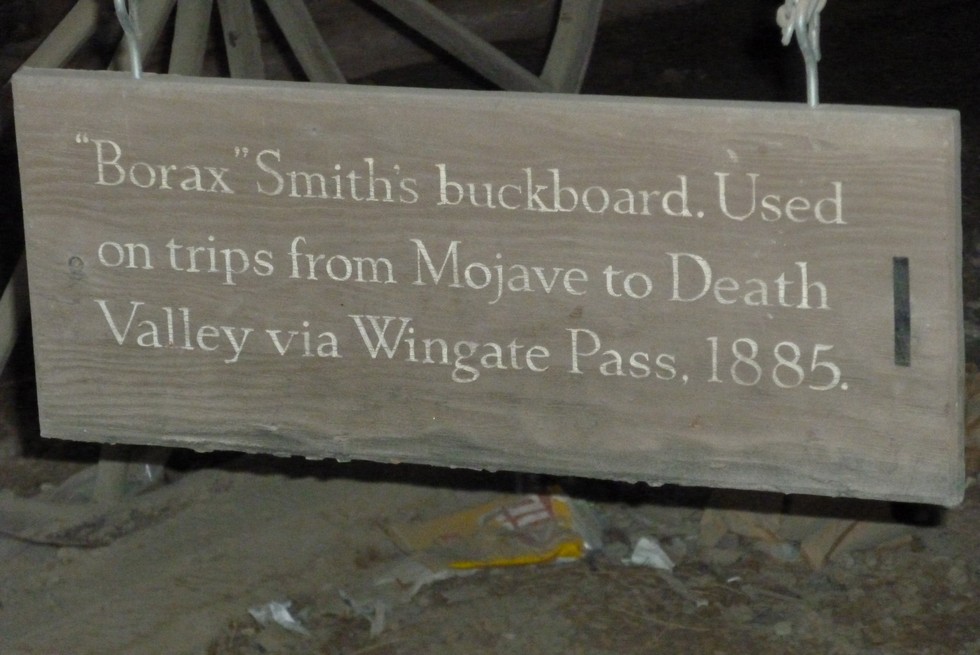 “Borax” Smith's buckboard. Used
on trips from Mojave to Death
Valley via Wingate Pass, 1885.